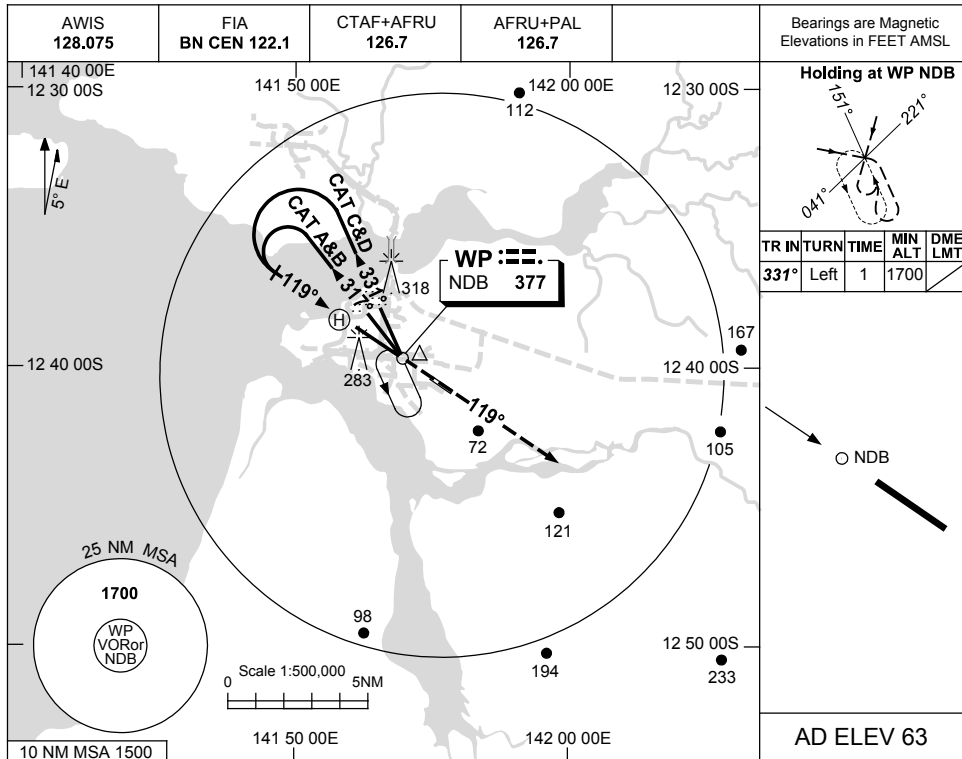 AWIS
128.075
FIA
BN CEN 122.1
CTAF+AFRU
126.7
AFRU+PAL
126.7
Bearings are Magnetic
Elevations in FEET AMSL
141 40 00E
12 30 00S
141 50 00E
142 00 00E
12 30 00S
112
5° E
CAT C&D
CAT A&B
331°
317°
119°
H
318
283
WP
NDB 377
12 40 00S
12 40 00S
167
105
119°
72
121
25 NM MSA
1700
WP
VORor
NDB
98
194
12 50 00S
233
Scale 1:500,000
0 5NM
10 NM MSA 1500
141 50 00E
142 00 00E
Holding at WP NDB
151°
221°
041°
TR IN TURN TIME MIN ALT DME LMT
331° Left 1 1700
NDB
AD ELEV 63